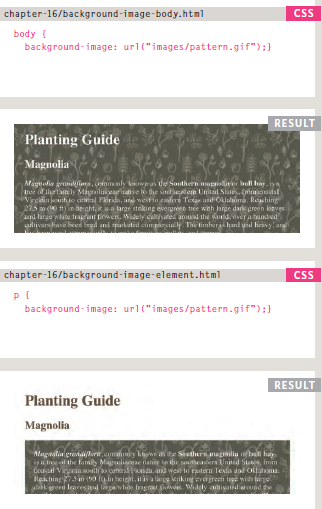 chapter-16/background-image-body.html CSS
body {
background-image: url("images/pattern.gif");}
RESULT
Planting Guide
Magnolia
Magnolia grandiflora, commonly known as the Southern magnolia or bull bay, is a
tree of the family Magnoliaceae native to the southeastern United States, from coastal
Virginia south to central Florida, and west to eastern Texas and Oklahoma. Reaching
27.5 m (90 ft) in height, it is a large striking evergreen tree with large dark green leaves
and large white fragrant flowers. Widely cultivated around the world, over a hundred
cultivars have been bred and marketed commercially. The timber is hard and heavy, and
chapter-16/background-image-element.html CSS
p {
background-image: url("images/pattern.gif");}
RESULT
Planting Guide
Magnolia
Magnolia grandiflora, commonly known as the Southern magnolia or bull bay,
is a tree of the family Magnoliaceae native to the southeastern United States, from
coastal Virginia south to central Florida, and west to eastern Texas and Oklahoma.
Reaching 27.5 m (90 ft) in height, it is a large striking evergreen tree with large
dark green leaves and large white fragrant flowers. Widely cultivated around the